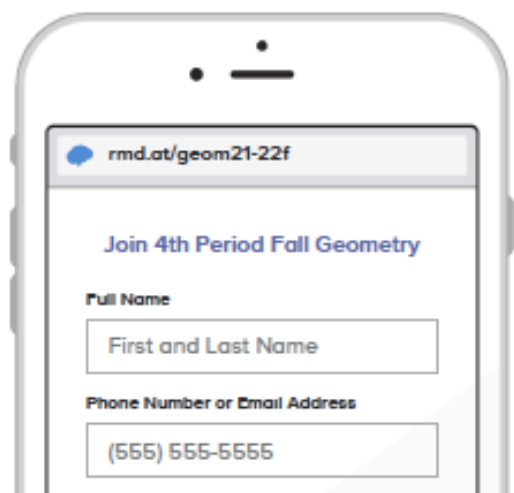 rmd.at/geom21-22f
Join 4th Period Fall Geometry
Full Name
First and Last Name
Phone Number or Email Address
(555) 555-5555